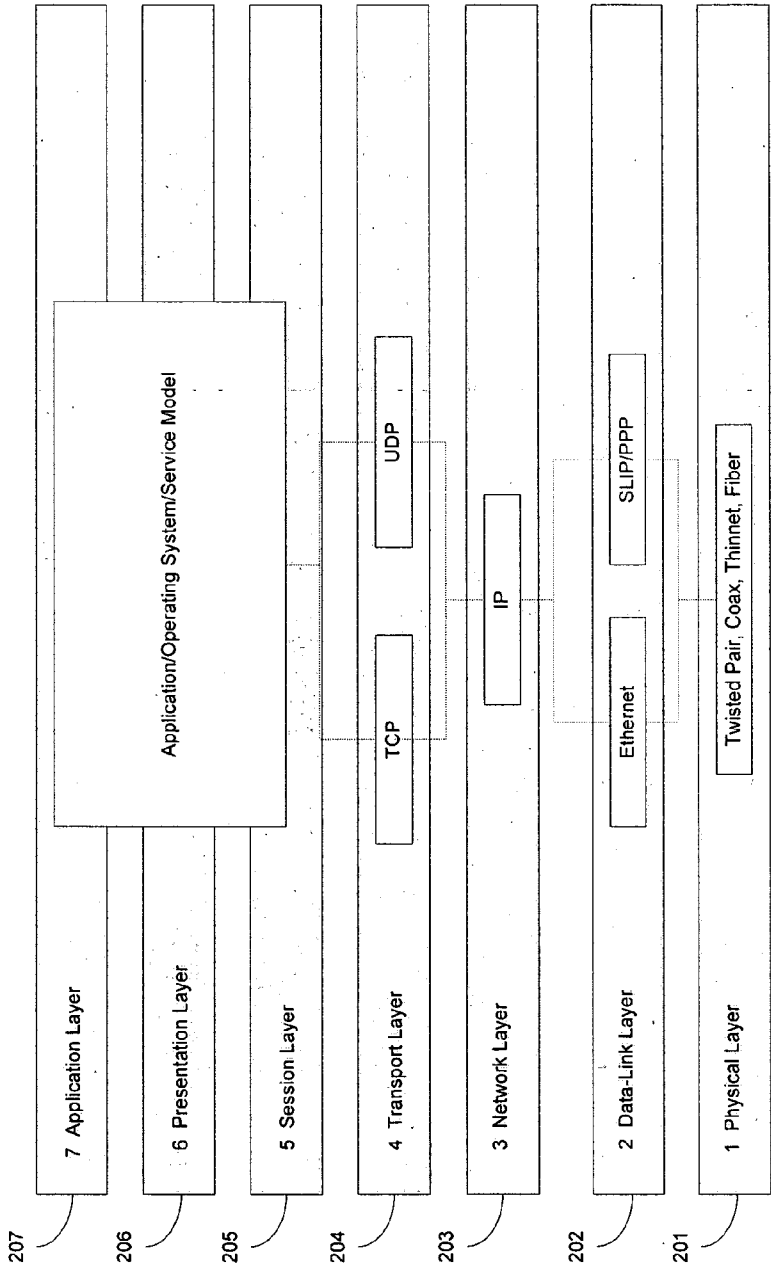 207
7 Application Layer
206
6 Presentation Layer
205
5 Session Layer
Application/Operating System/Service Model
204
4 Transport Layer
TCP
UDP
203
3 Network Layer
IP
202
2 Data-Link Layer
Ethernet
SLIP/PPP
201
1 Physical Layer
Twisted Pair, Coax, Thinnet, Fiber